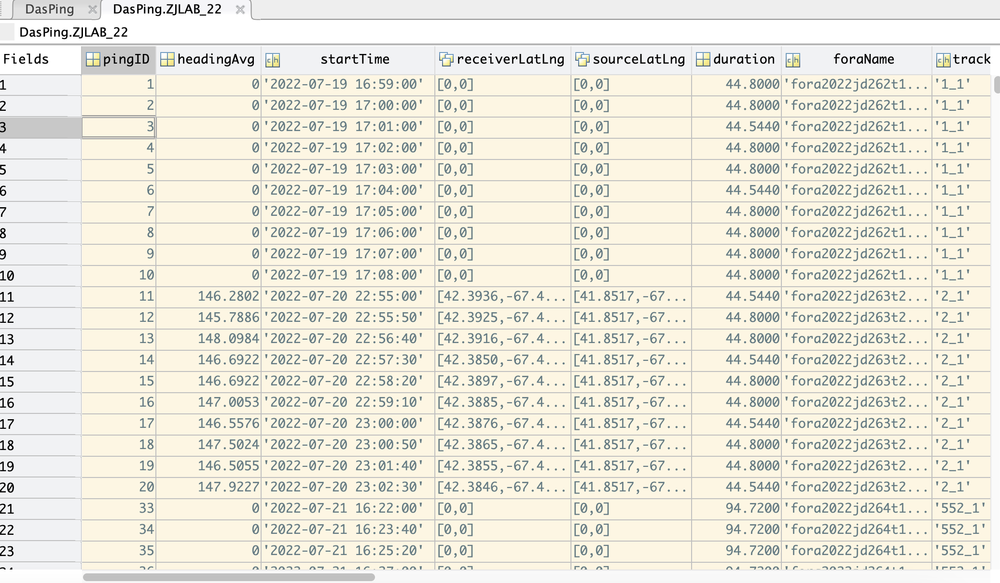 DasPing DasPing.ZJLAB_22
DasPing.ZJLAB_22
Fields pingID headingAvg ch startTime receiverLatLng sourceLatLng duration ch foraName ch track
1 1 0 '2022-07-19 16:59:00' [0,0] [0,0] 44.8000 'fora2022jd262t1... '1_1'
2 2 0 '2022-07-19 17:00:00' [0,0] [0,0] 44.8000 'fora2022jd262t1... '1_1'
3 3 0 '2022-07-19 17:01:00' [0,0] [0,0] 44.5440 'fora2022jd262t1... '1_1'
4 4 0 '2022-07-19 17:02:00' [0,0] [0,0] 44.8000 'fora2022jd262t1... '1_1'
5 5 0 '2022-07-19 17:03:00' [0,0] [0,0] 44.8000 'fora2022jd262t1... '1_1'
6 6 0 '2022-07-19 17:04:00' [0,0] [0,0] 44.5440 'fora2022jd262t1... '1_1'
7 7 0 '2022-07-19 17:05:00' [0,0] [0,0] 44.8000 'fora2022jd262t1... '1_1'
8 8 0 '2022-07-19 17:06:00' [0,0] [0,0] 44.8000 'fora2022jd262t1... '1_1'
9 9 0 '2022-07-19 17:07:00' [0,0] [0,0] 44.8000 'fora2022jd262t1... '1_1'
10 10 0 '2022-07-19 17:08:00' [0,0] [0,0] 44.8000 'fora2022jd262t1... '1_1'
11 11 146.2802 '2022-07-20 22:55:00' [42.3936,-67.4... [41.8517,-67... 44.5440 'fora2022jd263t2... '2_1'
12 12 145.7886 '2022-07-20 22:55:50' [42.3925,-67.4... [41.8517,-67... 44.8000 'fora2022jd263t2... '2_1'
13 13 148.0984 '2022-07-20 22:56:40' [42.3916,-67.4... [41.8517,-67... 44.8000 'fora2022jd263t2... '2_1'
14 14 146.6922 '2022-07-20 22:57:30' [42.3850,-67.4... [41.8517,-67... 44.5440 'fora2022jd263t2... '2_1'
15 15 146.6922 '2022-07-20 22:58:20' [42.3897,-67.4... [41.8517,-67... 44.8000 'fora2022jd263t2... '2_1'
16 16 147.0053 '2022-07-20 22:59:10' [42.3885,-67.4... [41.8517,-67... 44.8000 'fora2022jd263t2... '2_1'
17 17 146.5576 '2022-07-20 23:00:00' [42.3876,-67.4... [41.8517,-67... 44.5440 'fora2022jd263t2... '2_1'
18 18 147.5024 '2022-07-20 23:00:50' [42.3865,-67.4... [41.8517,-67... 44.8000 'fora2022jd263t2... '2_1'
19 19 146.5055 '2022-07-20 23:01:40' [42.3855,-67.4... [41.8517,-67... 44.8000 'fora2022jd263t2... '2_1'
20 20 147.9227 '2022-07-20 23:02:30' [42.3846,-67.4... [41.8517,-67... 44.5440 'fora2022jd263t2... '2_1'
21 33 0 '2022-07-21 16:22:00' [0,0] [0,0] 94.7200 'fora2022jd264t1... '552_1'
22 34 0 '2022-07-21 16:23:40' [0,0] [0,0] 94.7200 'fora2022jd264t1... '552_1'
23 35 0 '2022-07-21 16:25:20' [0,0] [0,0] 94.7200 'fora2022jd264t1... '552_1'